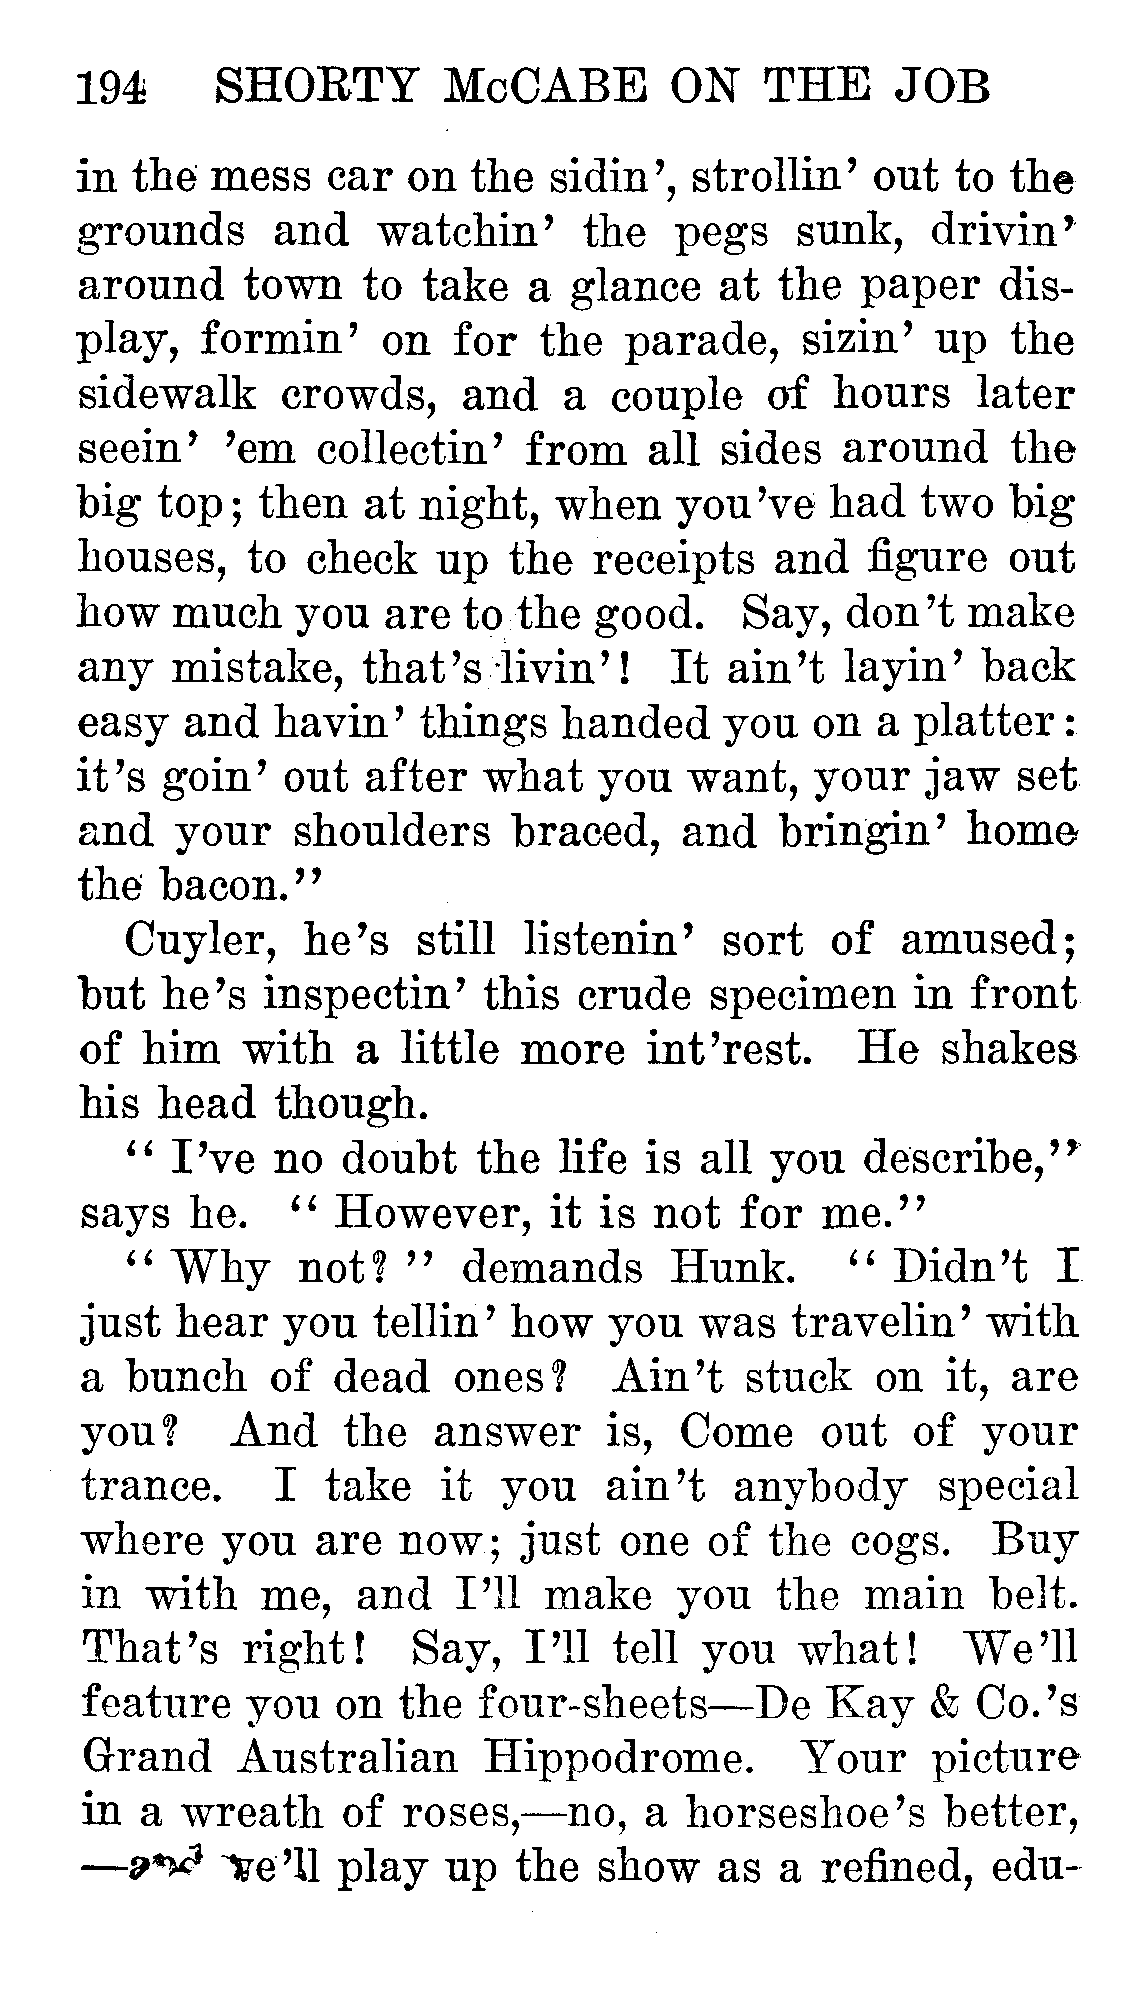 194 SHORTY McCABE ON THE JOB
in the mess car on the sidin', strollin' out to the
grounds and watchin' the pegs sunk, drivin'
around town to take a glance at the paper dis-
play, formin' on for the parade, sizin' up the
sidewalk crowds, and a couple of hours later
seein' 'em collectin' from all sides around the
big top; then at night, when you've had two big
houses, to check up the receipts and figure out
how much you are to the good. Say, don't make
any mistake, that's livin'! It ain't layin' back
easy and havin' things handed you on a platter:
it's goin' out after what you want, your jaw set
and your shoulders braced, and bringin' home
the bacon."
Cuyler, he's still listenin' sort of amused;
but he's inspectin' this crude specimen in front
of him with a little more int'rest. He shakes
his head though.
"I've no doubt the life is all you describe,"
says he. "However, it is not for me."
"Why not?" demands Hunk. "Didn't I
just hear you tellin' how you was travelin' with
a bunch of dead ones? Ain't stuck on it, are
you? And the answer is, Come out of your
trance. I take it you ain't anybody special
where you are now; just one of the cogs. Buy
in with me, and I'll make you the main belt.
That's right! Say, I'll tell you what! We'll
feature you on the four-sheets—De Kay & Co.'s
Grand Australian Hippodrome. Your picture
in a wreath of roses,—no, a horseshoe's better,
—and we'll play up the show as a refined, edu-